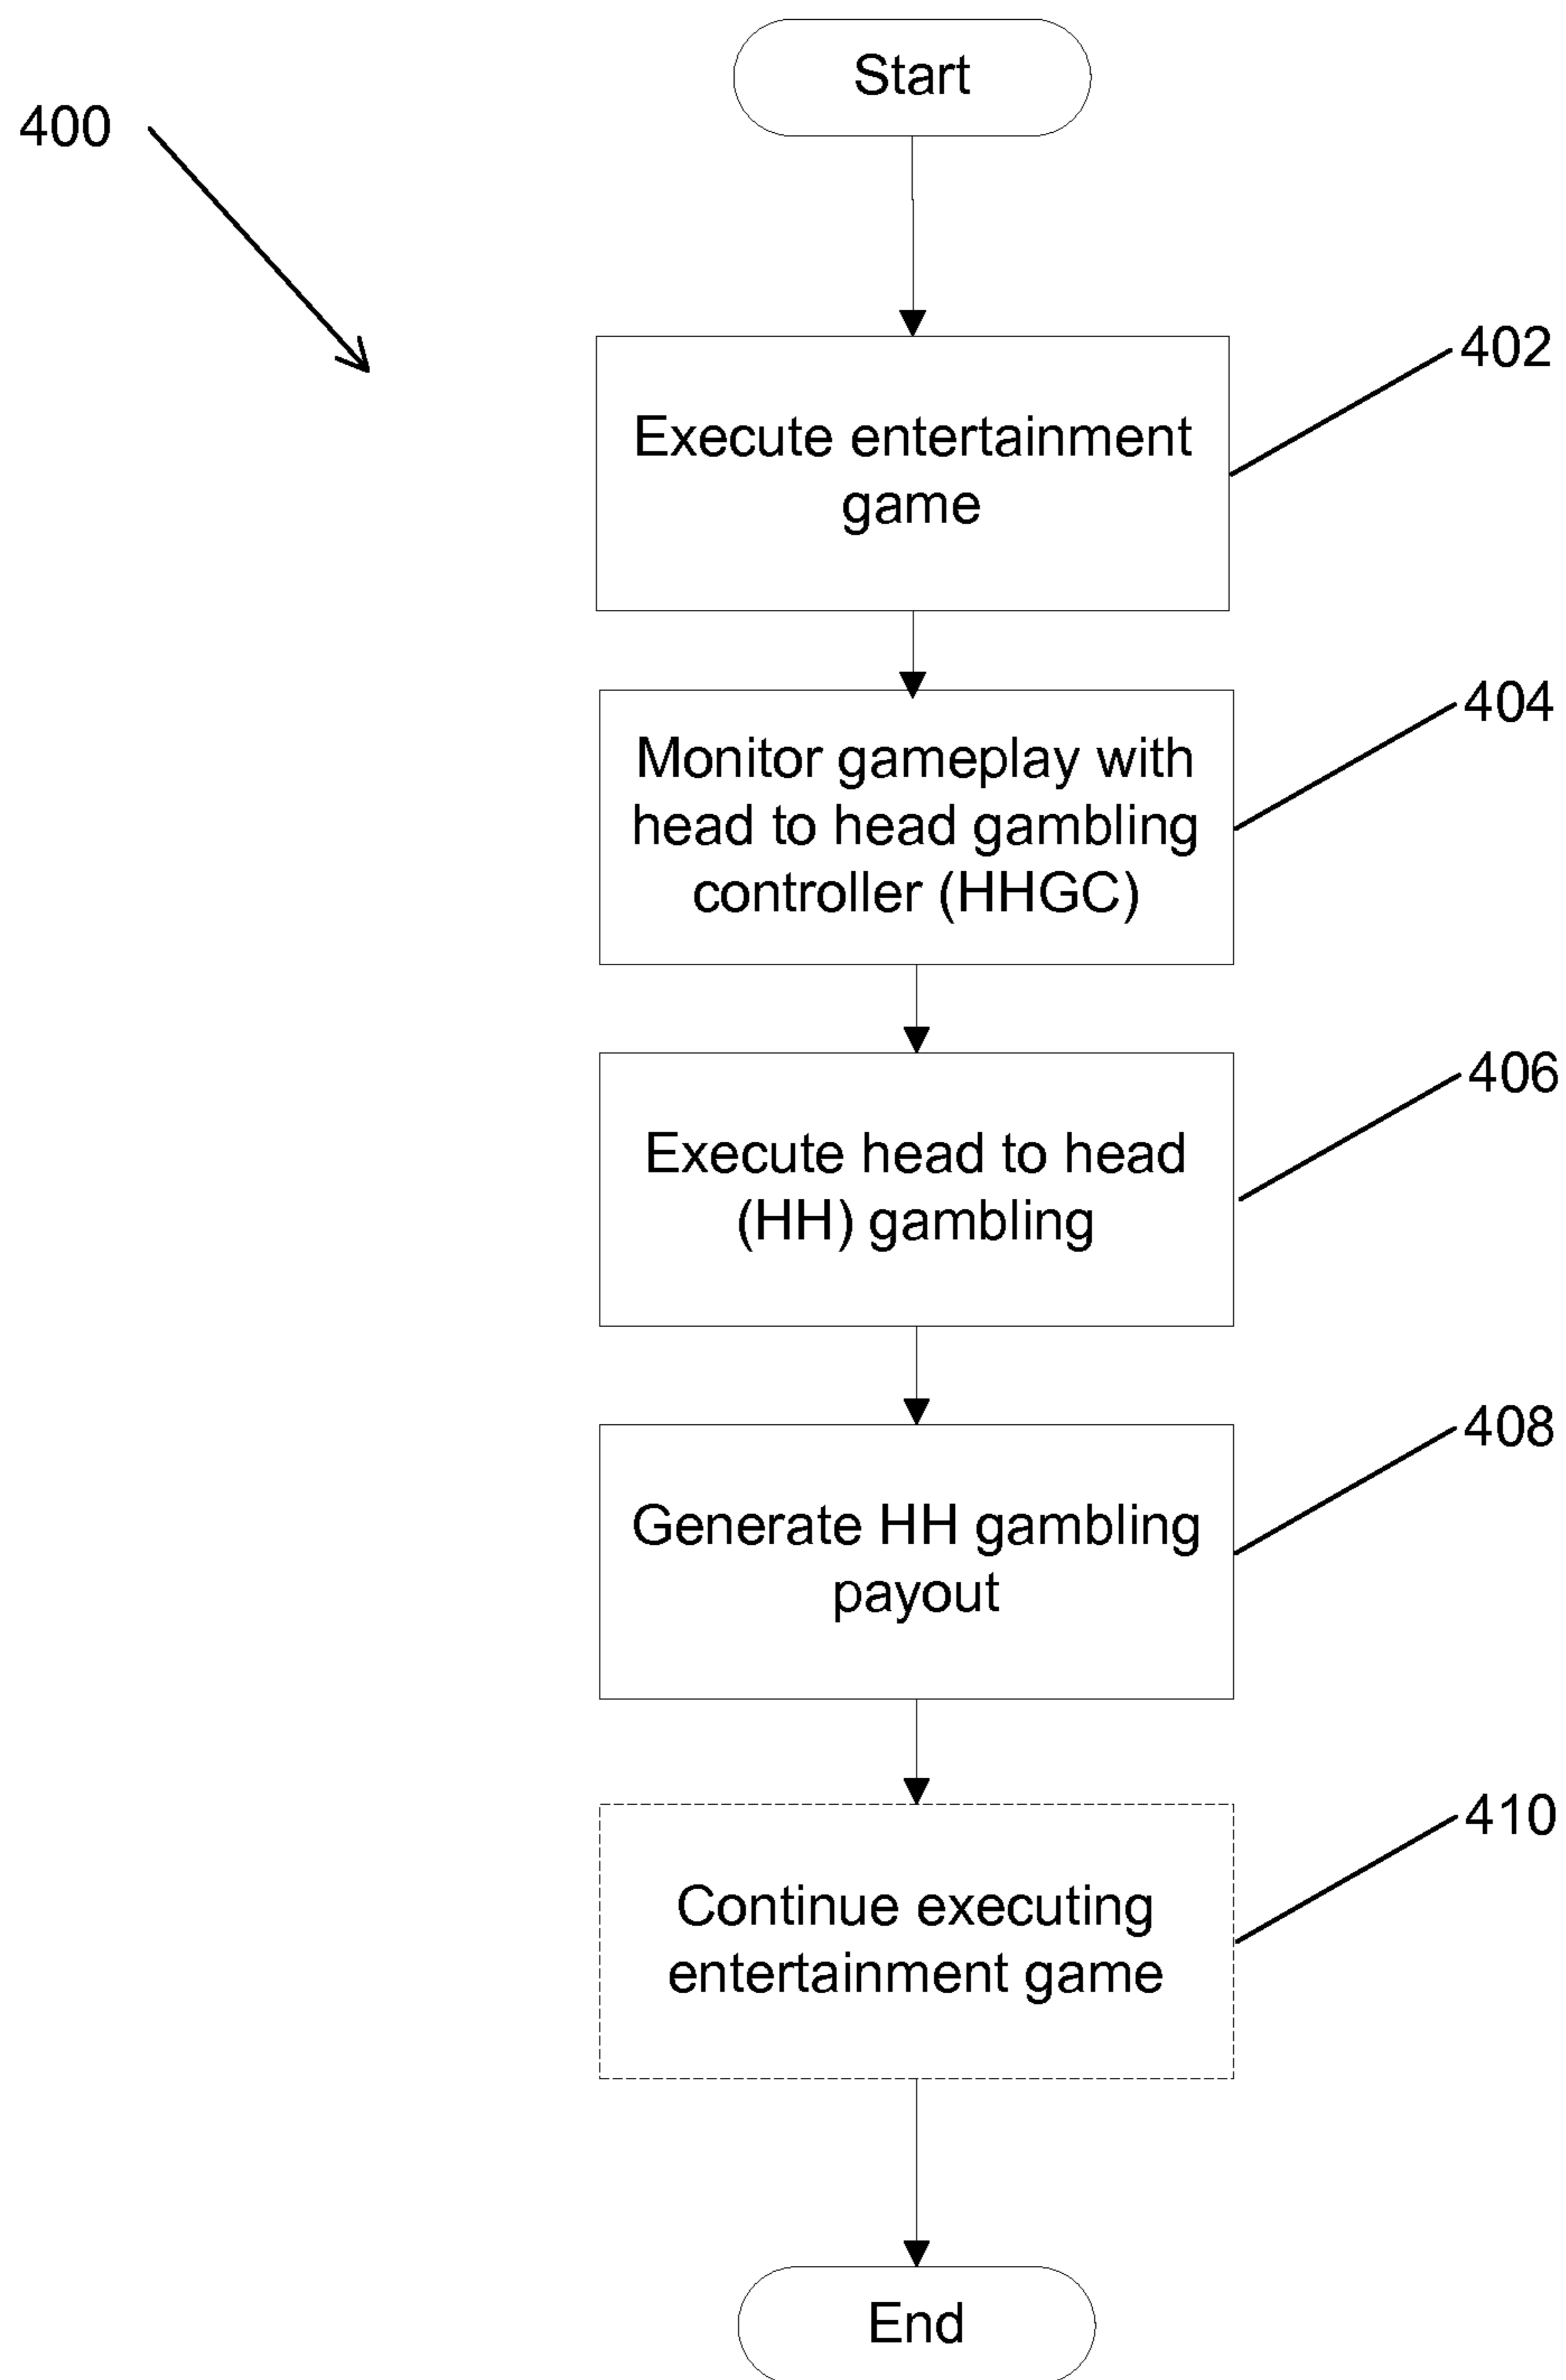 Start
400
402
Execute entertainment
game
404
Monitor gameplay with
head to head gambling
controller (HHGC)
406
Execute head to head
(HH) gambling
408
Generate HH gambling
payout
410
Continue executing
entertainment game
End